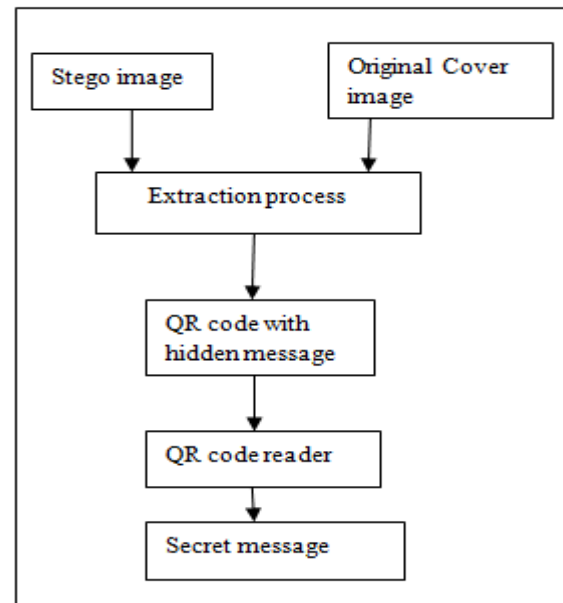 Stego image
Original Cover
image
Extraction process
QR code with
hidden message
QR code reader
Secret message